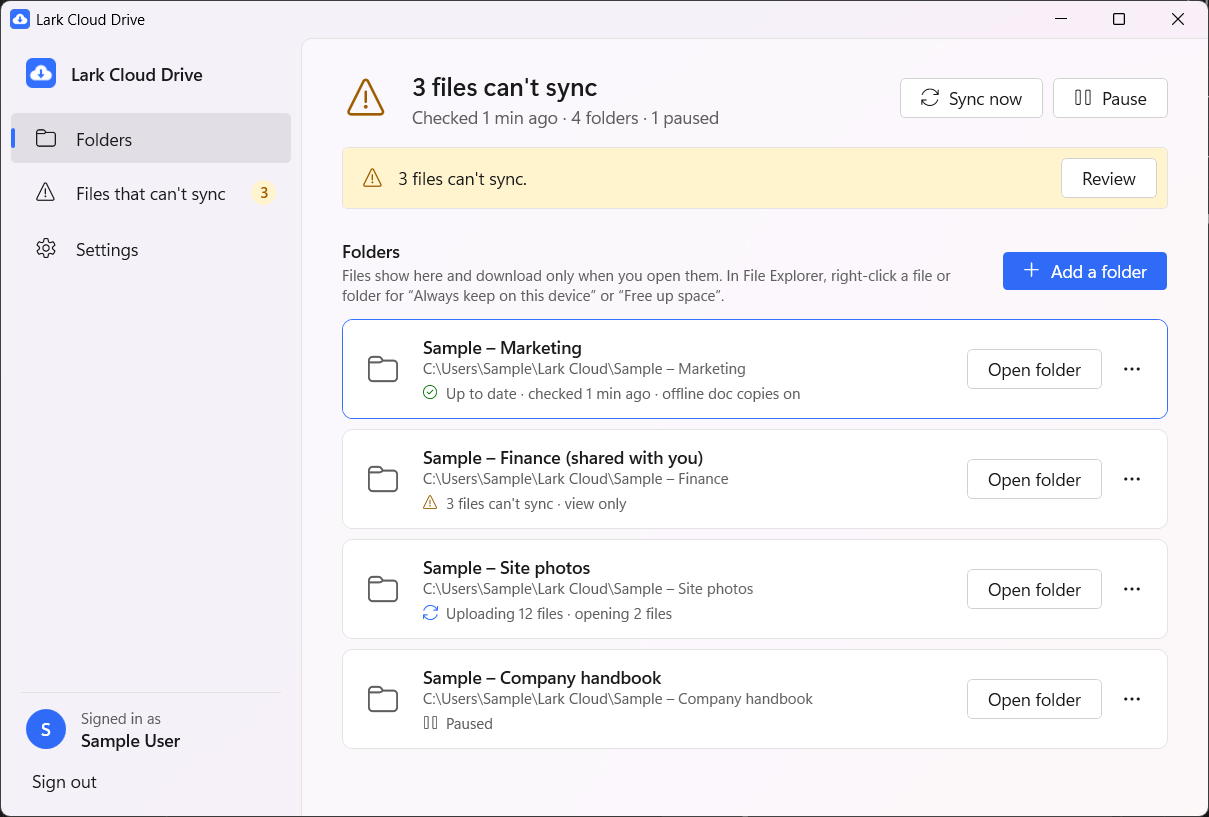 Lark Cloud Drive
Lark Cloud Drive
Folders
Files that can't sync 3
Settings
Signed in as
Sample User
S
Sign out
3 files can't sync
Checked 1 min ago · 4 folders · 1 paused
Sync now
Pause
3 files can't sync.
Review
Folders
Files show here and download only when you open them. In File Explorer, right-click a file or
folder for “Always keep on this device” or “Free up space”.
Add a folder
Sample – Marketing
C:\Users\Sample\Lark Cloud\Sample – Marketing
Up to date · checked 1 min ago · offline doc copies on
Open folder
Sample – Finance (shared with you)
C:\Users\Sample\Lark Cloud\Sample – Finance
3 files can't sync · view only
Open folder
Sample – Site photos
C:\Users\Sample\Lark Cloud\Sample – Site photos
Uploading 12 files · opening 2 files
Open folder
Sample – Company handbook
C:\Users\Sample\Lark Cloud\Sample – Company handbook
Paused
Open folder